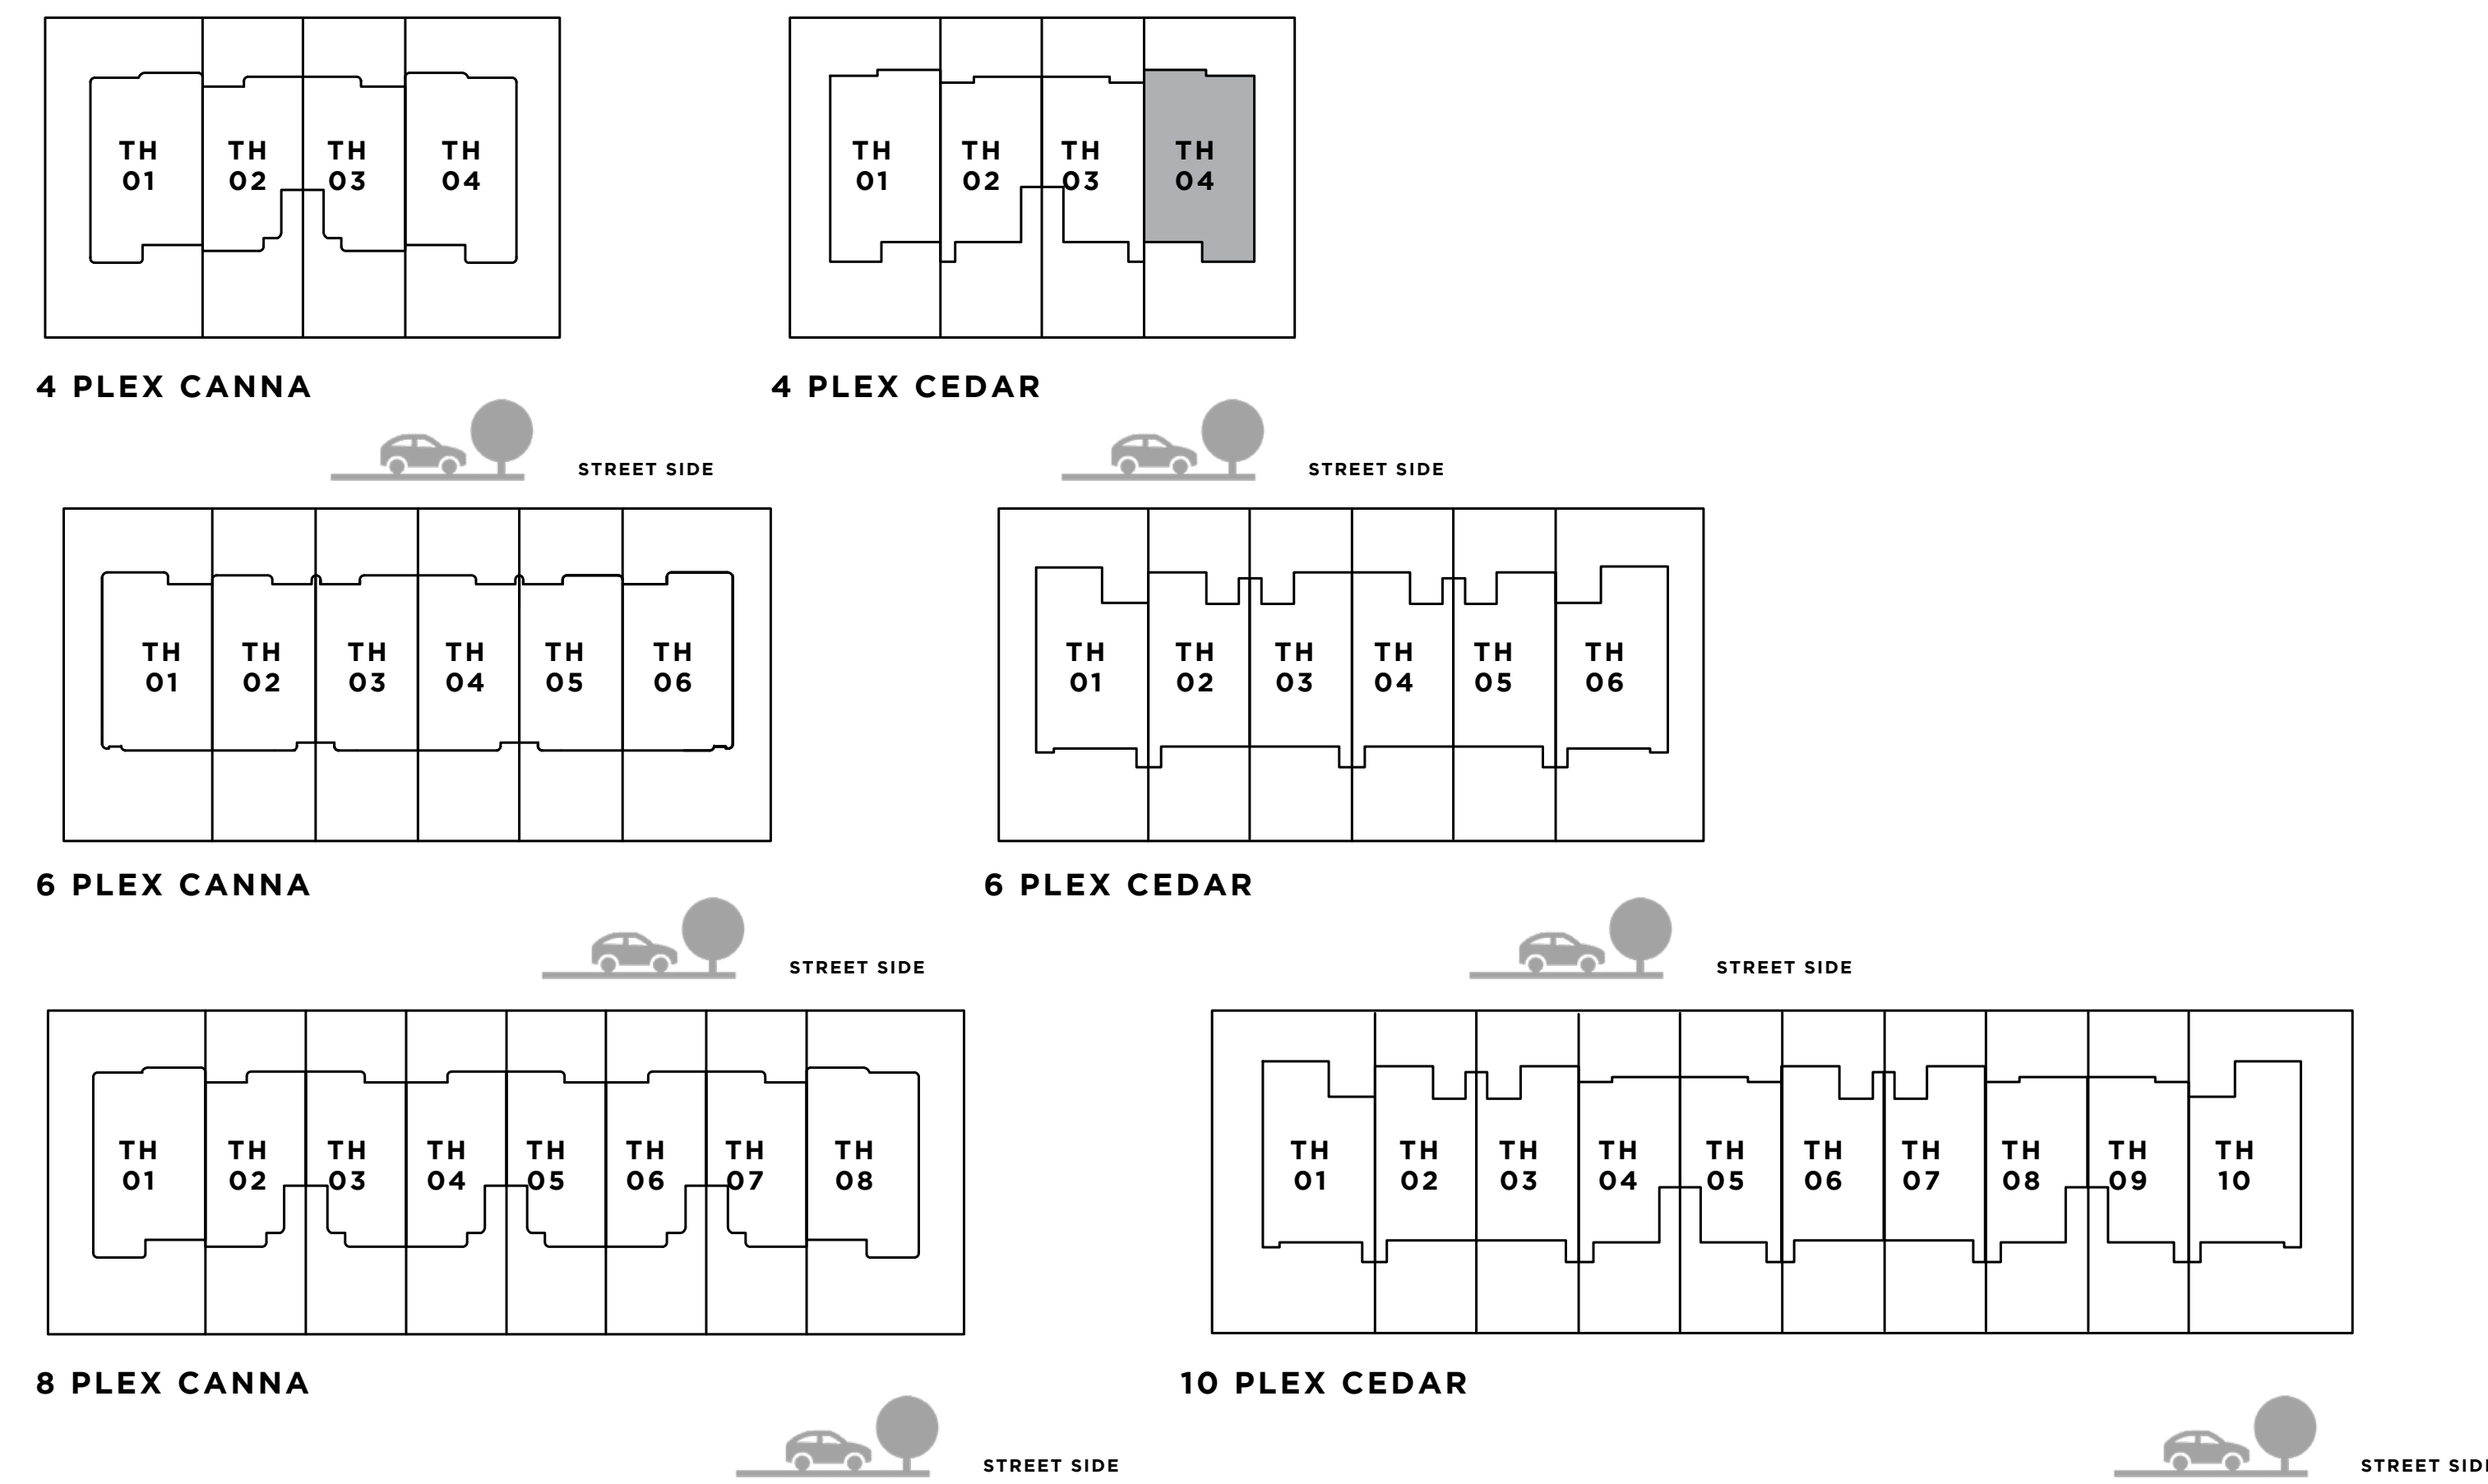 TH TH TH TH
01 02 03 04
4 PLEX CANNA
STREET SIDE
TH TH TH TH
01 02 03 04
4 PLEX CEDAR
STREET SIDE
TH TH TH TH TH TH
01 02 03 04 05 06
6 PLEX CANNA
STREET SIDE
TH TH TH TH TH TH
01 02 03 04 05 06
6 PLEX CEDAR
STREET SIDE
TH TH TH TH TH TH TH TH
01 02 03 04 05 06 07 08
8 PLEX CANNA
STREET SIDE
TH TH TH TH TH TH TH TH TH TH
01 02 03 04 05 06 07 08 09 10
10 PLEX CEDAR
STREET SID